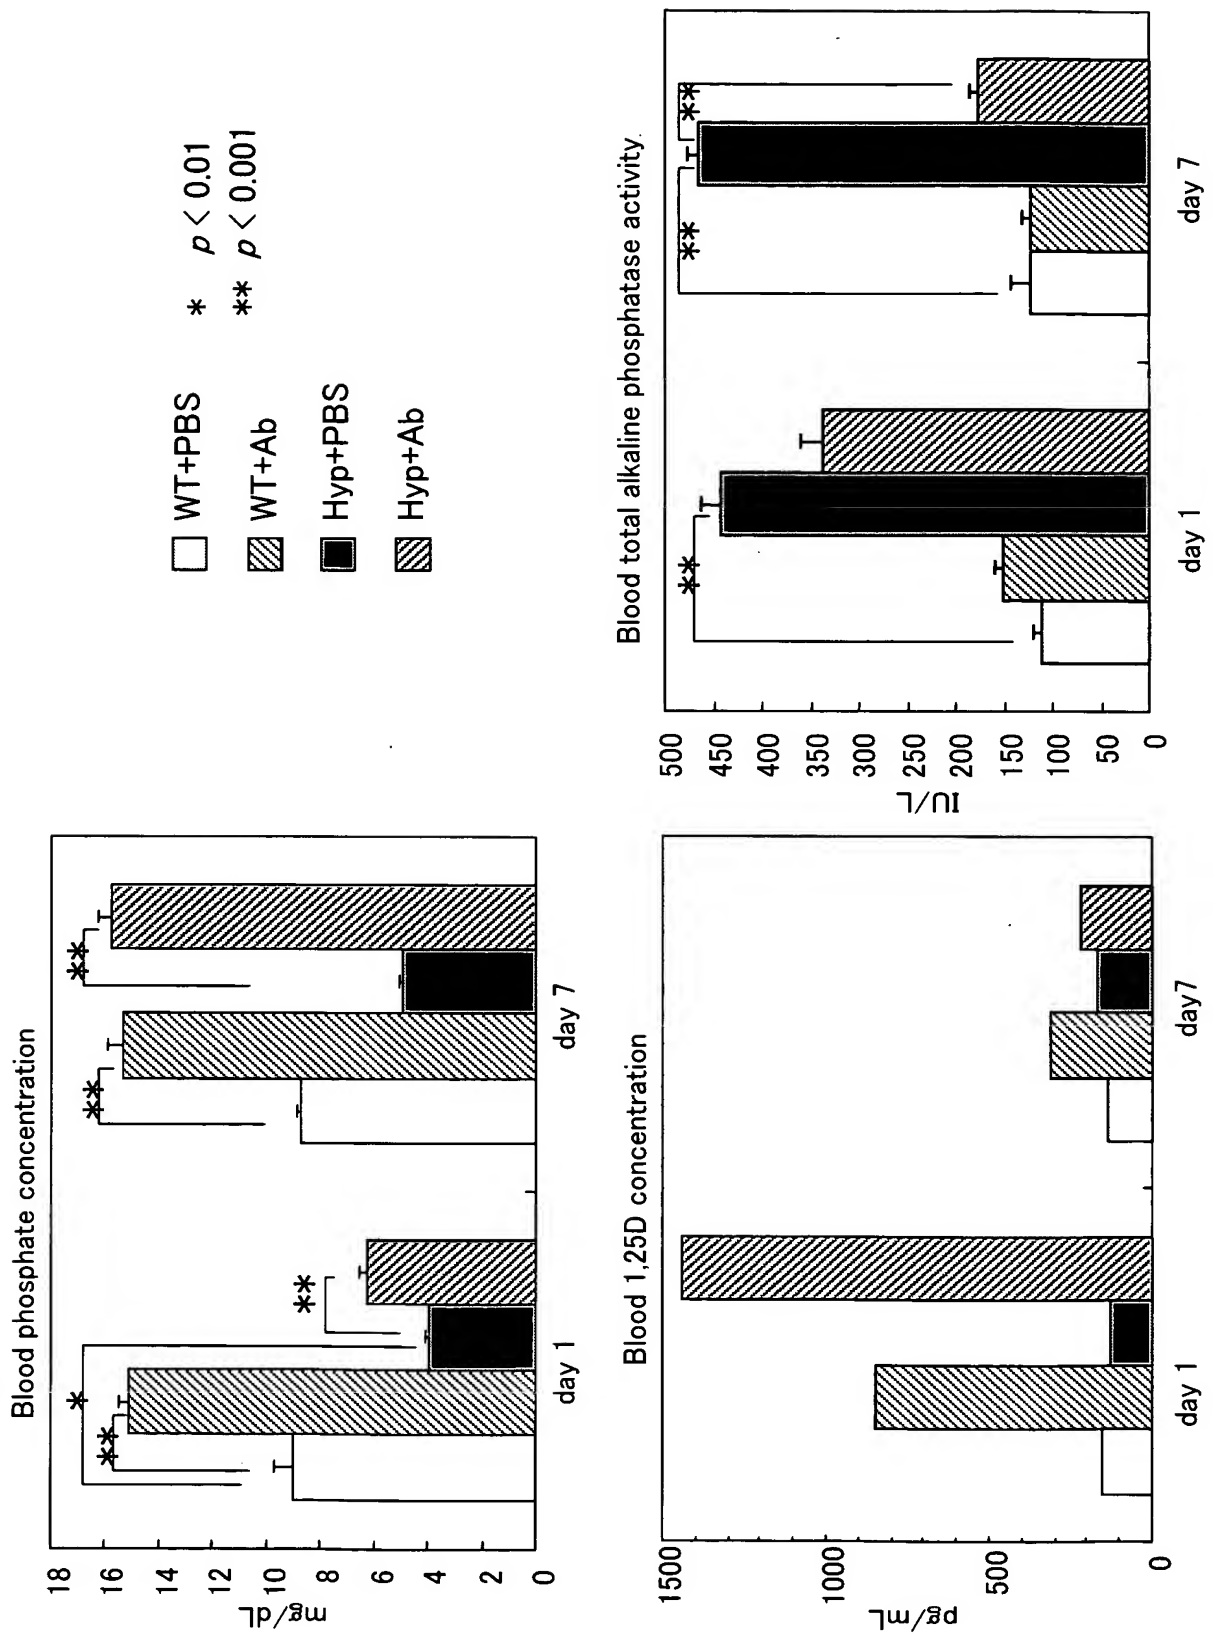 Blood phosphate concentration
mg/dL
18
16
14
12
10
8
6
4
2
0
*
**
**
**
**
day 1
day 7
WT+PBS
WT+Ab
Hyp+PBS
Hyp+Ab
* p < 0.01
** p < 0.001
Blood 1,25D concentration
pg/mL
1500
1000
500
0
day 1
day7
Blood total alkaline phosphatase activity.
IU/L
500
450
400
350
300
250
200
150
100
50
0
**
**
**
day 1
day 7